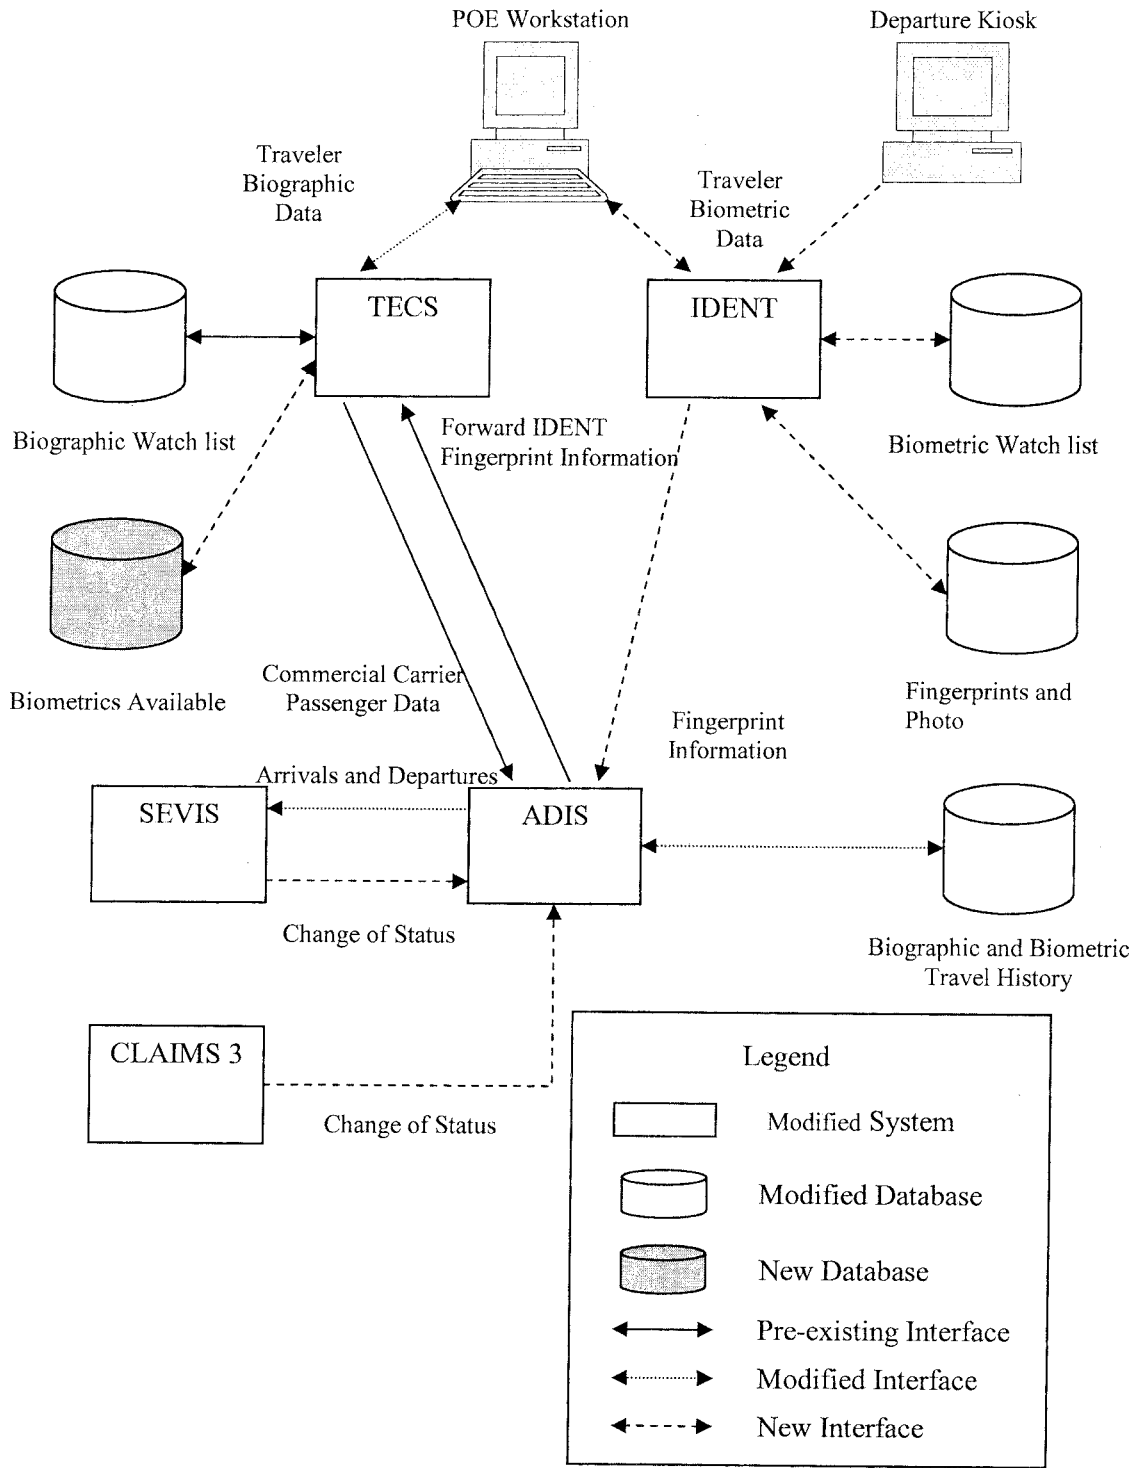 POE Workstation
Departure Kiosk
Traveler
Biographic
Data
Traveler
Biometric
Data
TECS
IDENT
Biographic Watch list
Forward IDENT
Fingerprint Information
Biometric Watch list
Biometrics Available
Commercial Carrier
Passenger Data
Fingerprints and
Photo
Fingerprint
Information
Arrivals and Departures
SEVIS
ADIS
Change of Status
Biographic and Biometric
Travel History
CLAIMS 3
Change of Status
Legend
Modified System
Modified Database
New Database
Pre-existing Interface
Modified Interface
New Interface